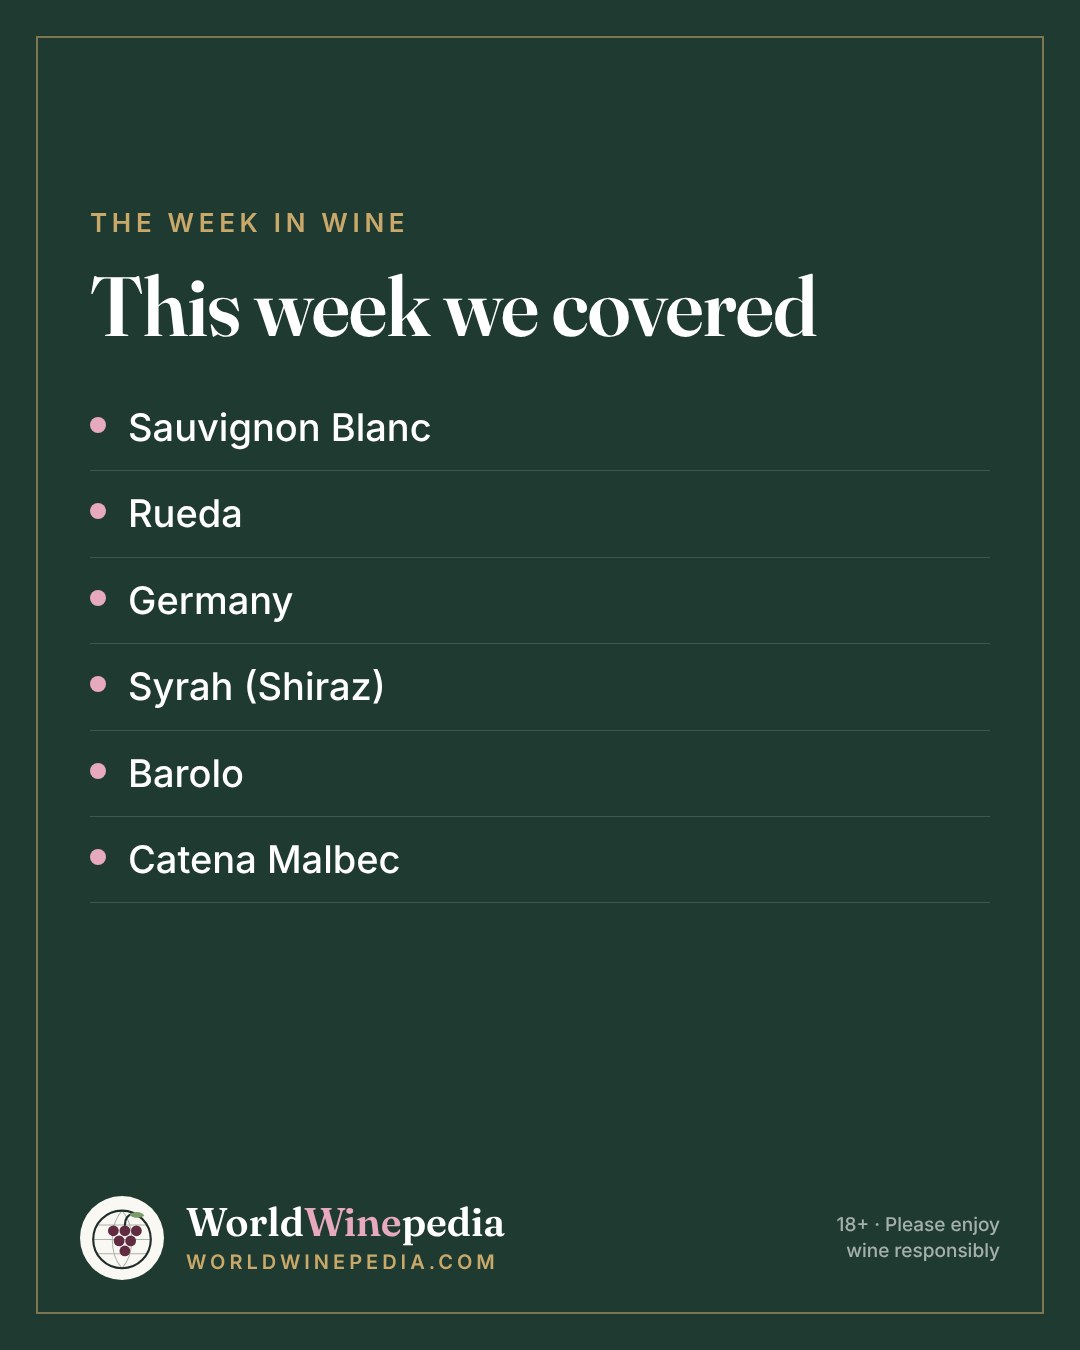 THE WEEK IN WINE
This week we covered
Sauvignon Blanc
Rueda
Germany
Syrah (Shiraz)
Barolo
Catena Malbec
WorldWinepedia
WORLDWINEPEDIA.COM
18+ · Please enjoy
wine responsibly